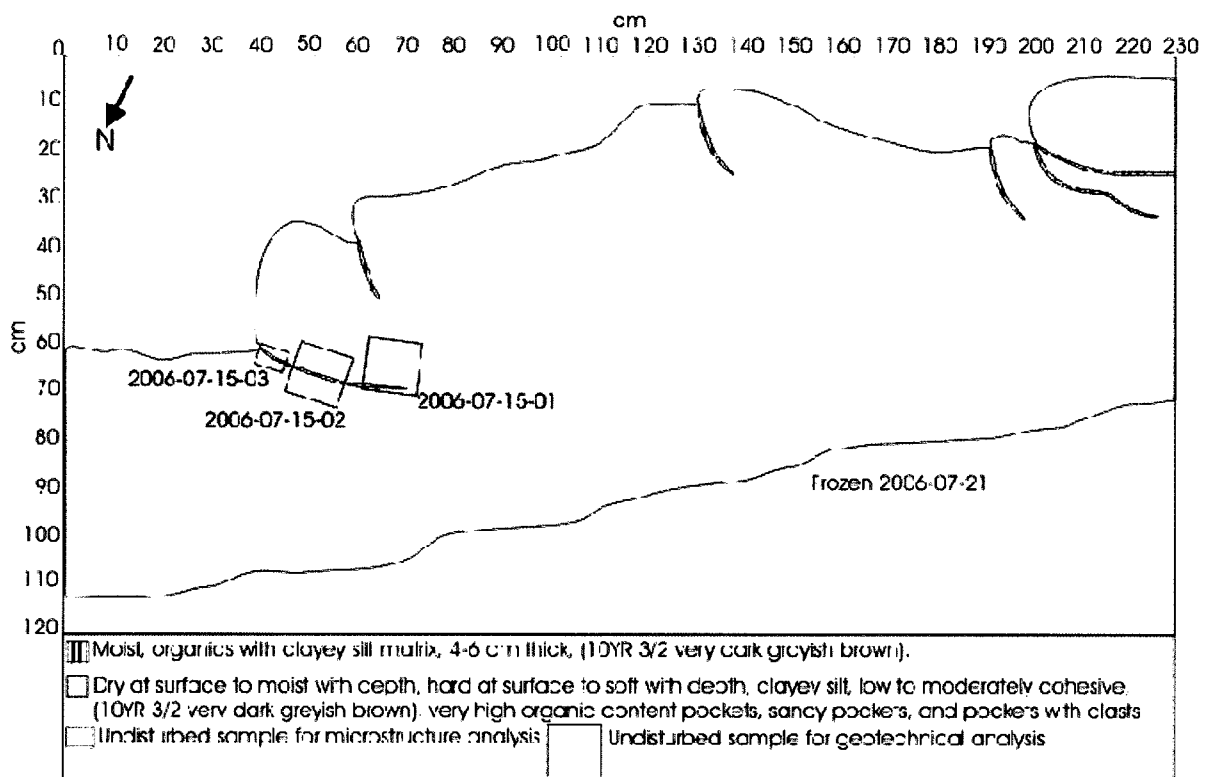 cm
0 10 20 30 40 50 60 70 80 90 100 110 120 130 140 150 160 170 180 190 200 210 220 230
10
N
20
30
40
50
cm
60
2006-07-15-03
70
2006-07-15-01
2006-07-15-02
80
90
Frozen 2006-07-21
100
110
120
Moist, organics with clayey silt matrix, 4-6 cm thick, (10YR 3/2 very dark greyish brown).
Dry at surface to moist with depth, hard at surface to soft with depth, clayey silt, low to moderately cohesive,
(10YR 3/2 very dark greyish brown), very high organic content pockets, sandy pockets, and pockets with clasts
Undisturbed sample for microstructure analysis Undisturbed sample for geotechnical analysis